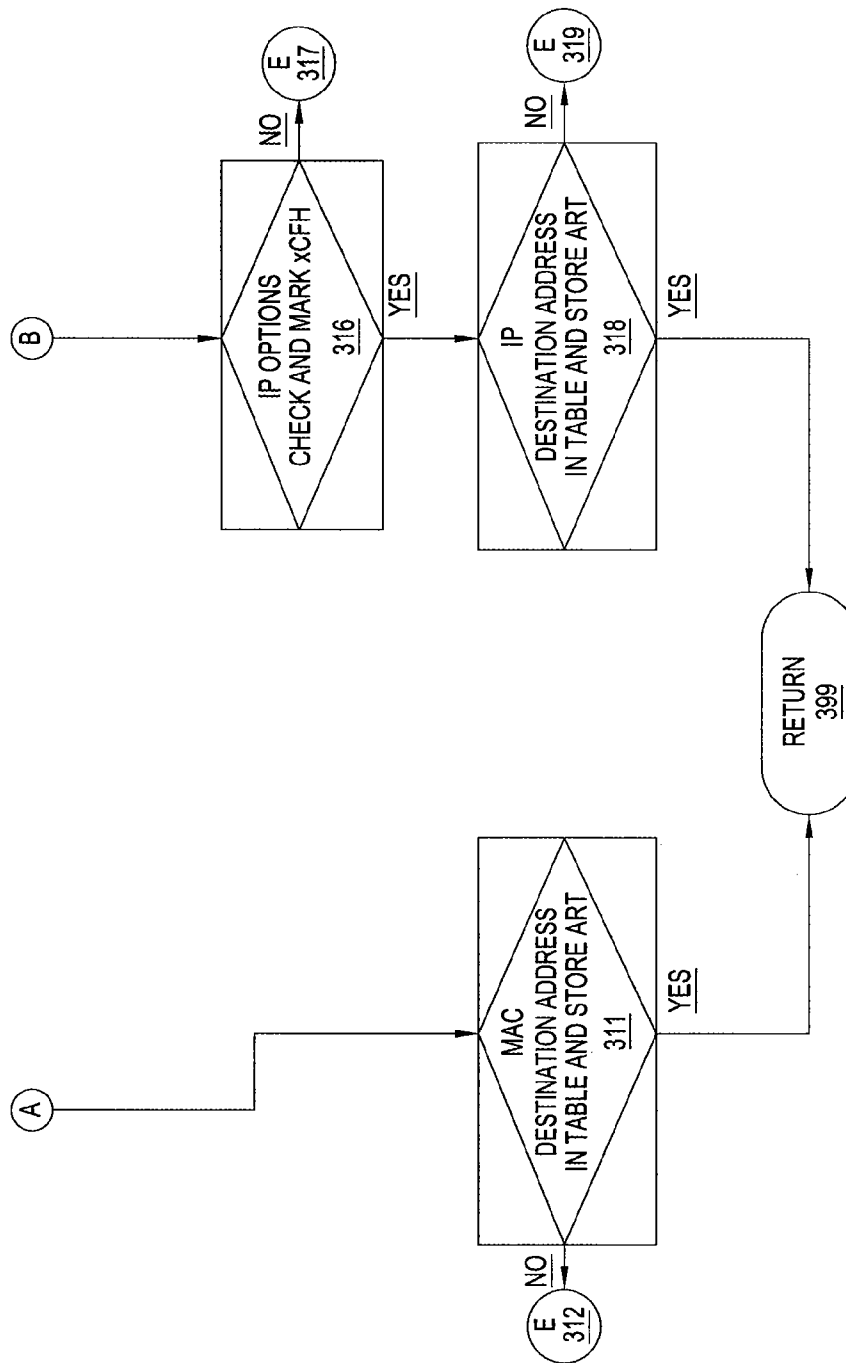 A
B
IP OPTIONS
CHECK AND MARK xCFH
316
NO
E
317
YES
MAC
DESTINATION ADDRESS
IN TABLE AND STORE ART
311
NO
E
312
YES
IP
DESTINATION ADDRESS
IN TABLE AND STORE ART
318
NO
E
319
YES
RETURN
399